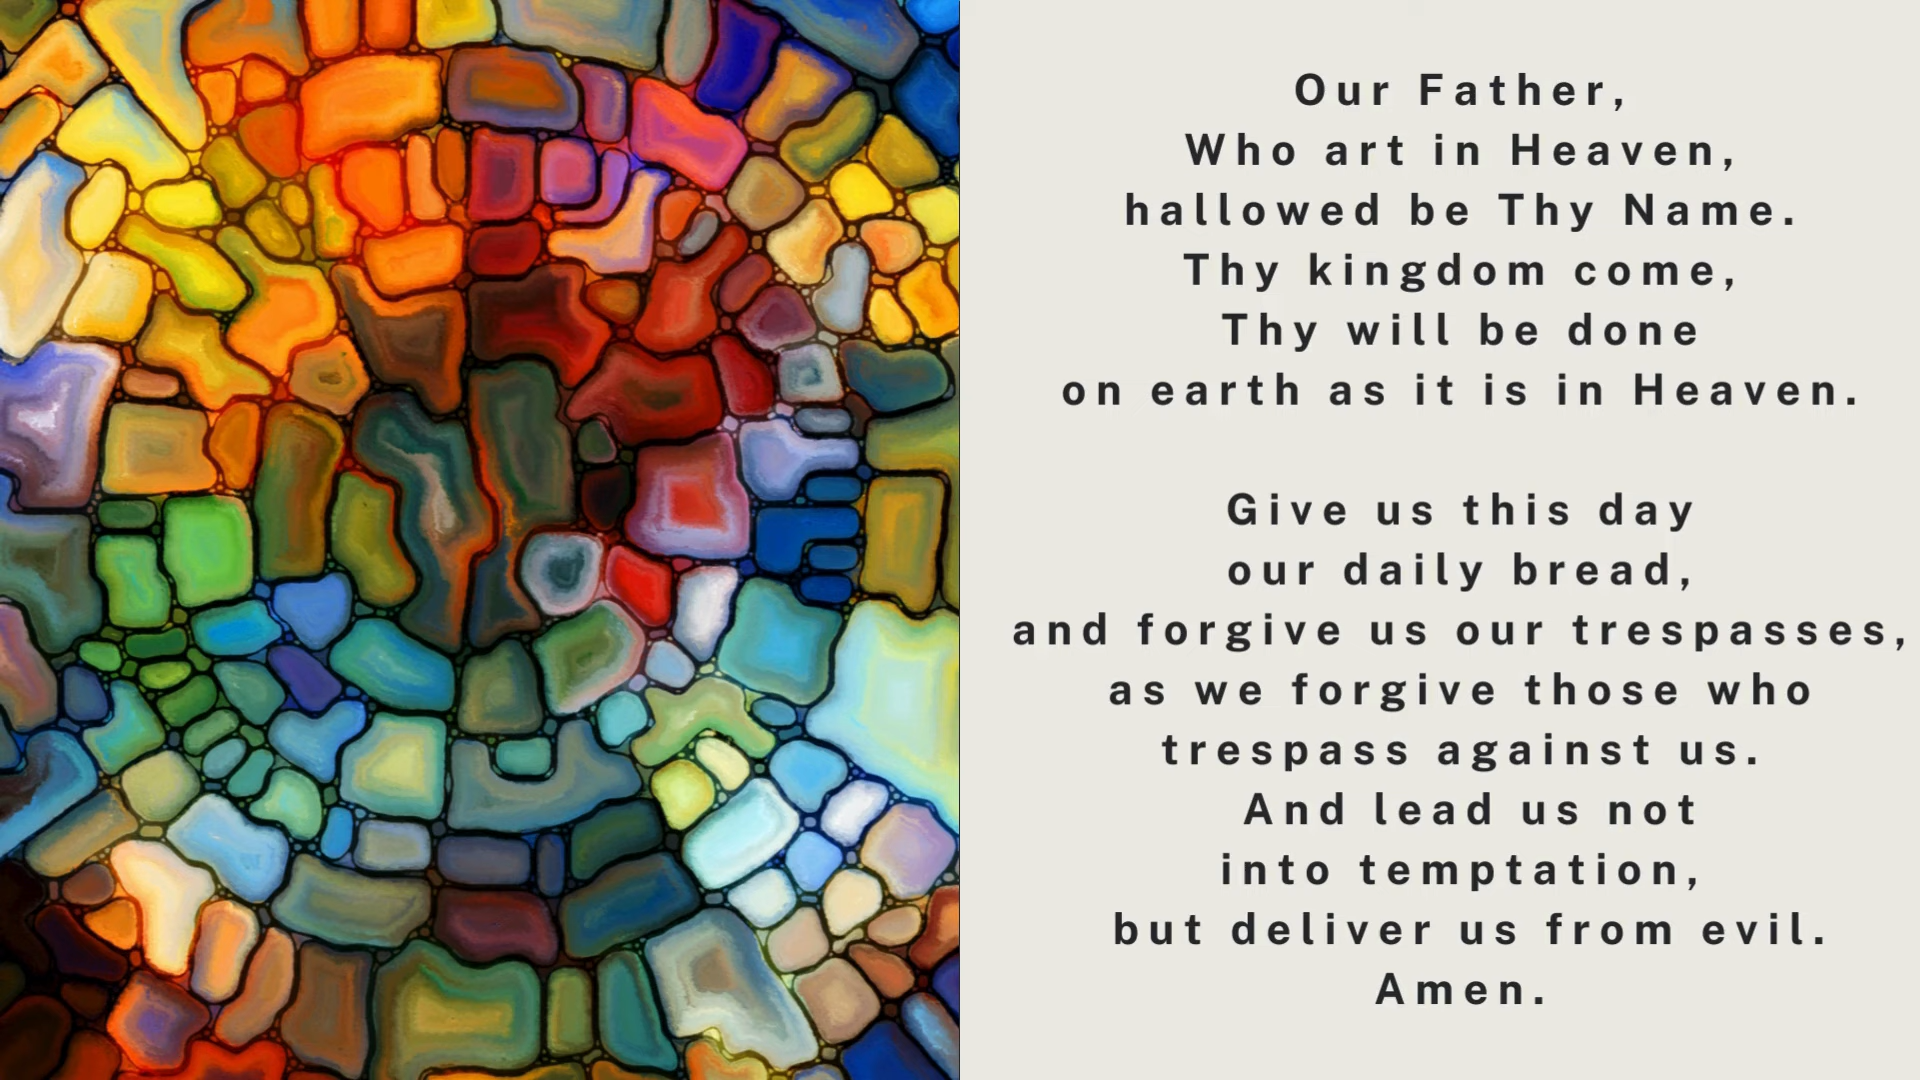 Our Father,
Who art in Heaven,
hallowed be Thy Name.
Thy kingdom come,
Thy will be done
on earth as it is in Heaven.
Give us this day
our daily bread,
and forgive us our trespasses,
as we forgive those who
trespass against us.
And lead us not
into temptation,
but deliver us from evil.
Amen.